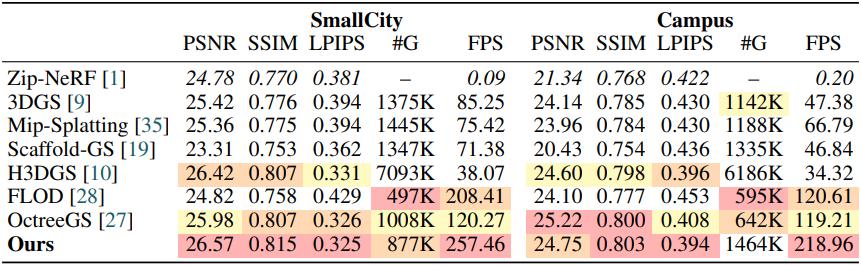 SmallCity Campus
PSNR SSIM LPIPS #G FPS PSNR SSIM LPIPS #G FPS
Zip-NeRF [1] 24.78 0.770 0.381 – 0.09 21.34 0.768 0.422 – 0.20
3DGS [9] 25.42 0.776 0.394 1375K 85.25 24.14 0.785 0.430 1142K 47.38
Mip-Splatting [35] 25.36 0.775 0.394 1445K 75.42 23.96 0.784 0.430 1188K 66.79
Scaffold-GS [19] 23.31 0.753 0.362 1347K 71.38 20.43 0.754 0.436 1335K 46.84
H3DGS [10] 26.42 0.807 0.331 7093K 38.07 24.60 0.798 0.396 6186K 34.32
FLOD [28] 24.82 0.758 0.429 497K 208.41 24.10 0.777 0.453 595K 120.61
OctreeGS [27] 25.98 0.807 0.326 1008K 120.27 25.22 0.800 0.408 642K 119.21
Ours 26.57 0.815 0.325 877K 257.46 24.75 0.803 0.394 1464K 218.96